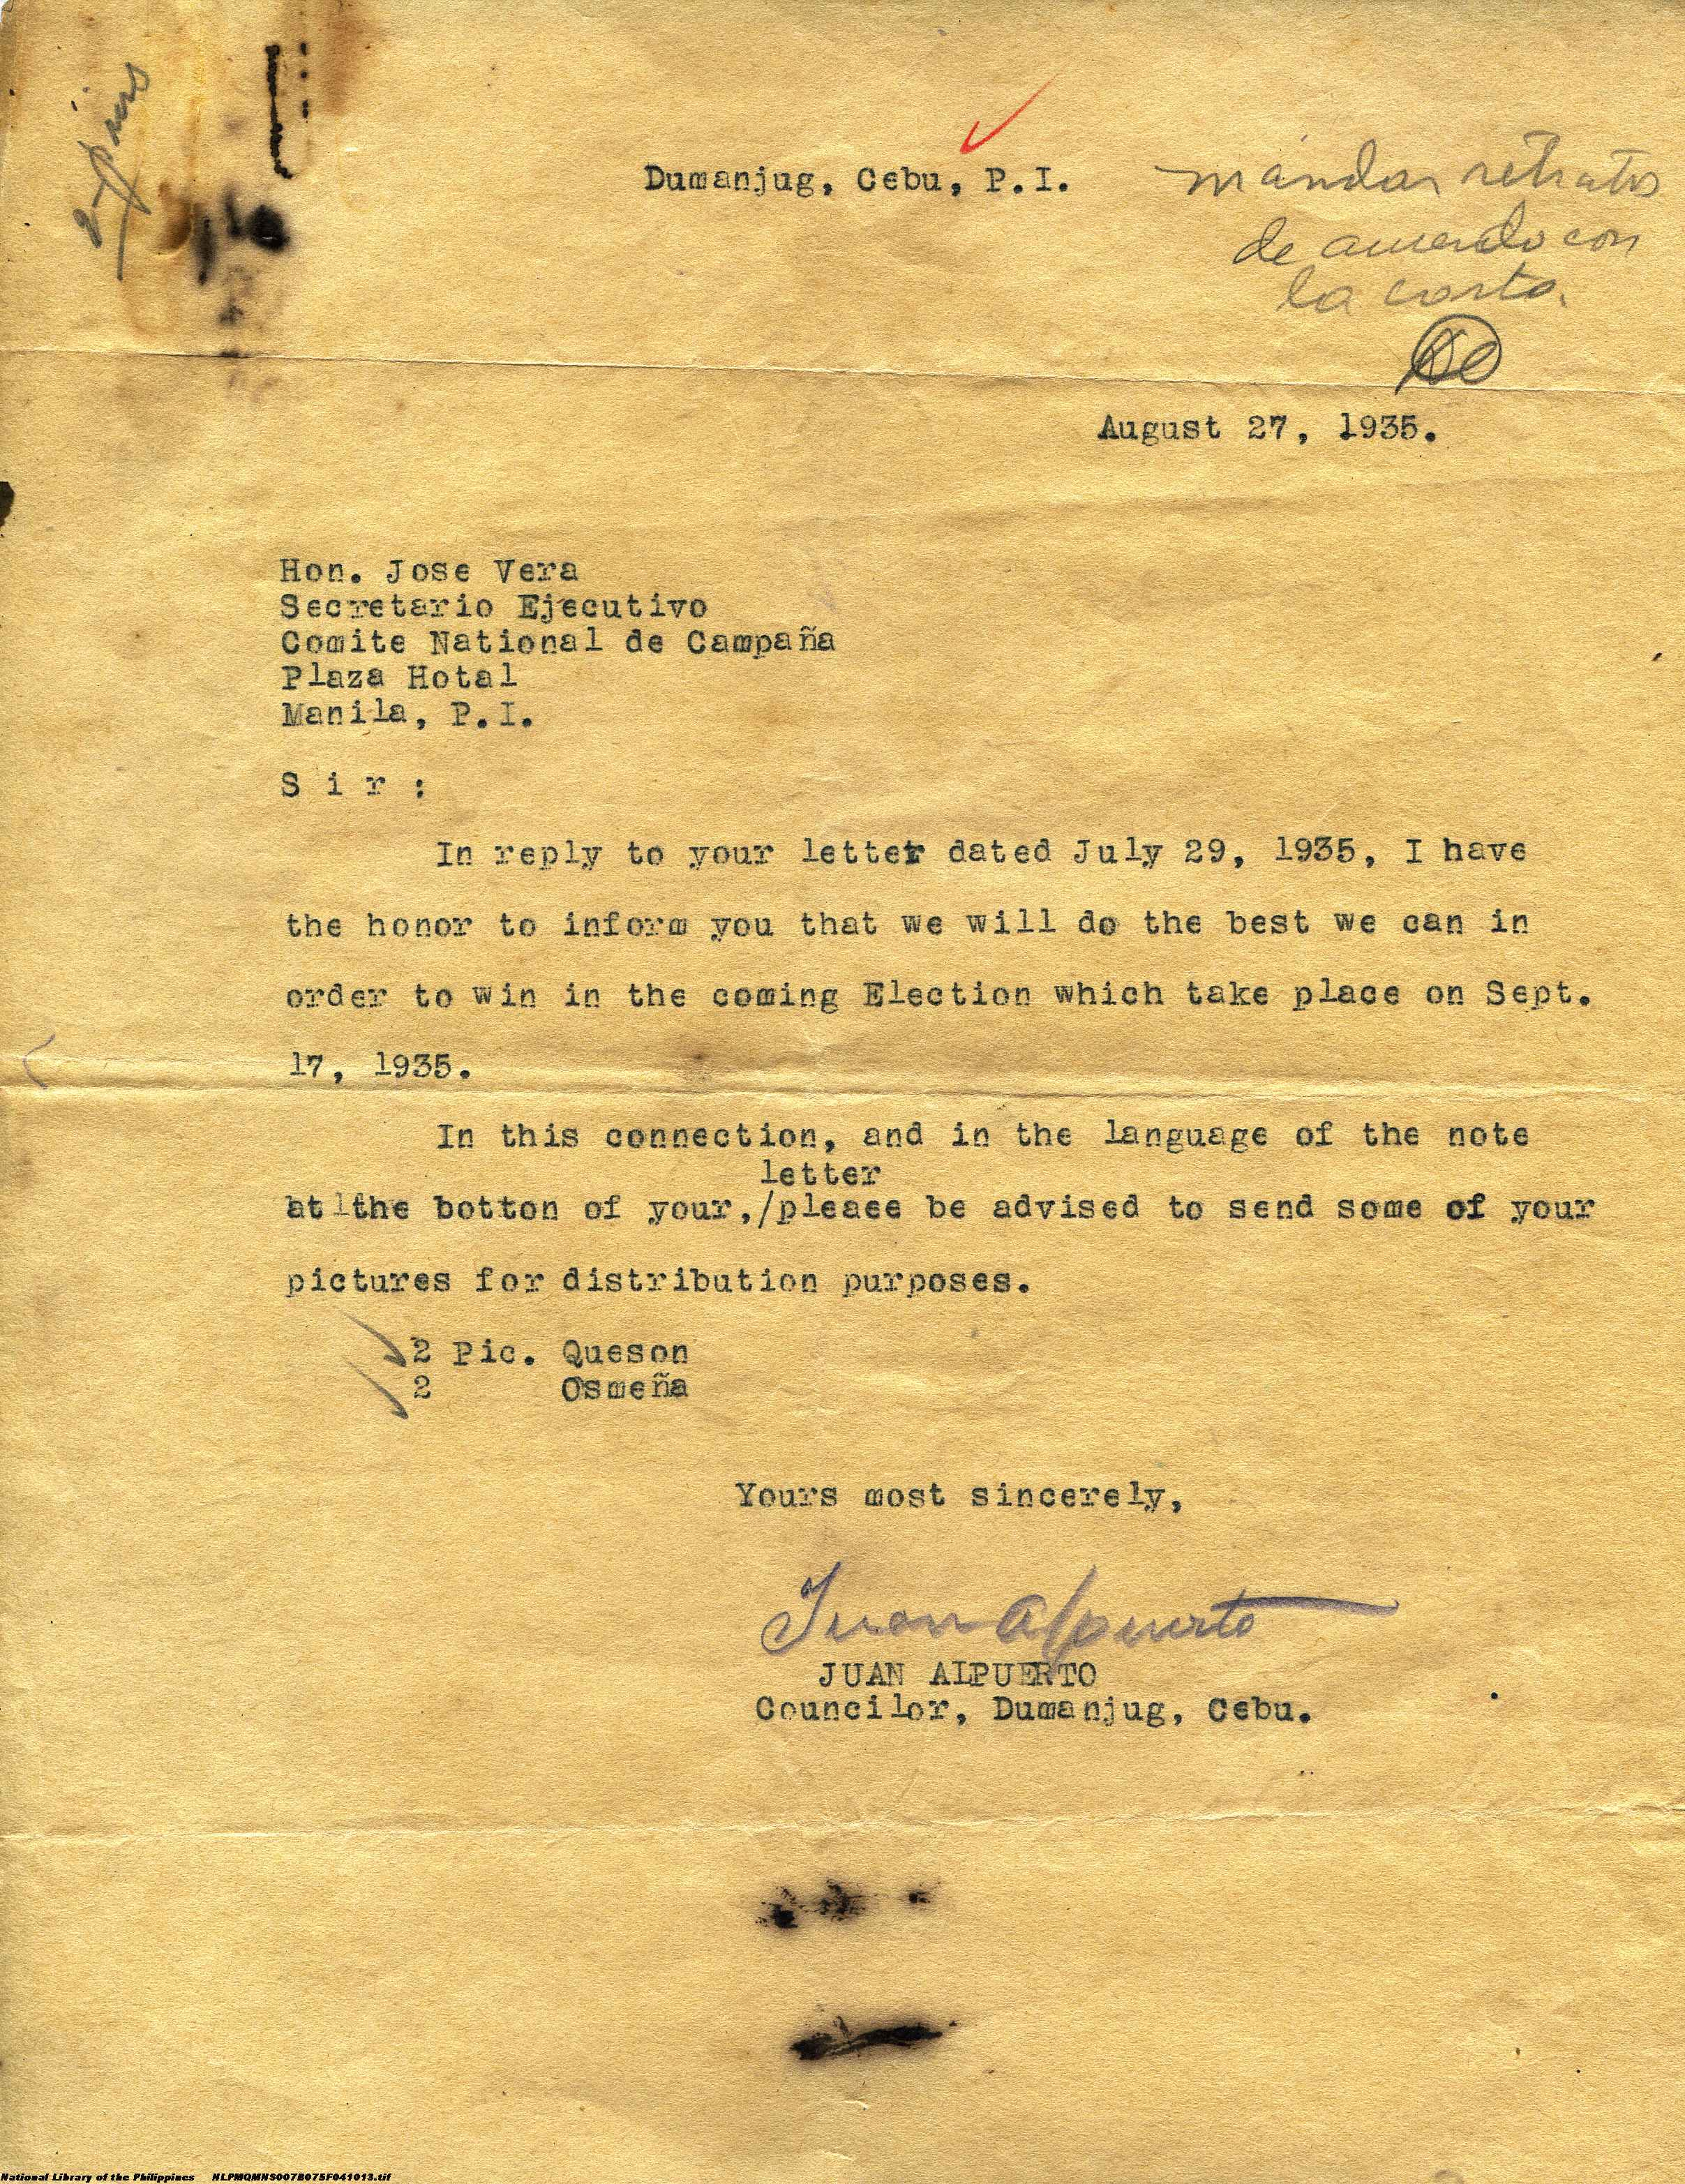 Dumanjug, Cebu, P.I.
mandar retratos
de acuerdo con
la carta.
August 27, 1935.
Hon. Jose Vera
Secretario Ejecutivo
Comite National de Campaña
Plaza Hotal
Manila, P.I.
S i r :
In reply to your letter dated July 29, 1935, I have
the honor to inform you that we will do the best we can in
order to win in the coming Election which take place on Sept.
17, 1935.
In this connection, and in the language of the note
letter
at the botton of your,/please be advised to send some of your
pictures for distribution purposes.
2 Pic. Queson
2 Osmeña
Yours most sincerely,
Juan Alpuerto
JUAN ALPUERTO
Councilor, Dumanjug, Cebu.
National Library of the Philippines NLPMQMNS007B075F041013.tif